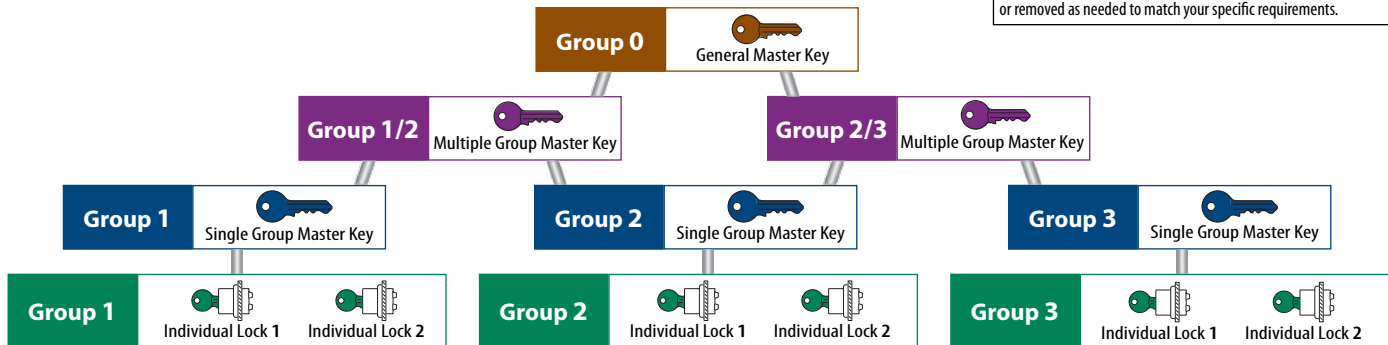 or removed as needed to match your specific requirements.
Group 0
General Master Key
Group 1/2
Multiple Group Master Key
Group 2/3
Multiple Group Master Key
Group 1
Single Group Master Key
Group 2
Single Group Master Key
Group 3
Single Group Master Key
Group 1
Individual Lock 1
Individual Lock 2
Group 2
Individual Lock 1
Individual Lock 2
Group 3
Individual Lock 1
Individual Lock 2